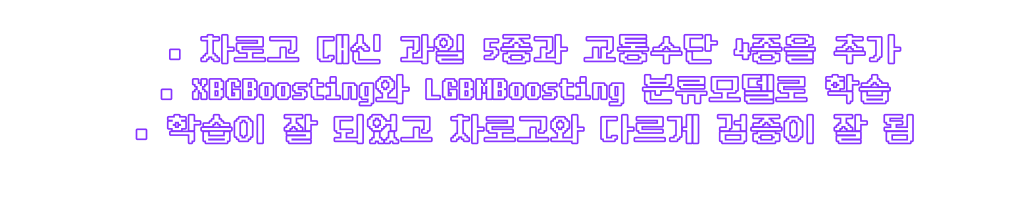 . 차로고 대신 과일 5종과 교통수단 4종을 추가
. XBGBoosting와 LGBMBoosting 분류모델로 학습
. 학습이 잘 되었고 차로고와 다르게 검증이 잘 됨